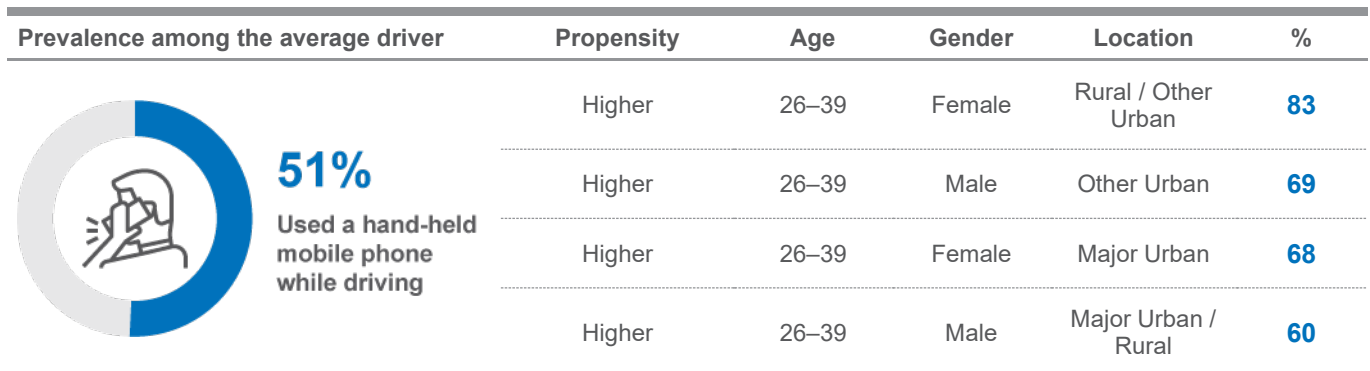 Prevalence among the average driver Propensity Age Gender Location %
51%
Used a hand-held
mobile phone
while driving
Higher 26–39 Female Rural / Other
Urban 83
Higher 26–39 Male Other Urban 69
Higher 26–39 Female Major Urban 68
Higher 26–39 Male Major Urban /
Rural 60